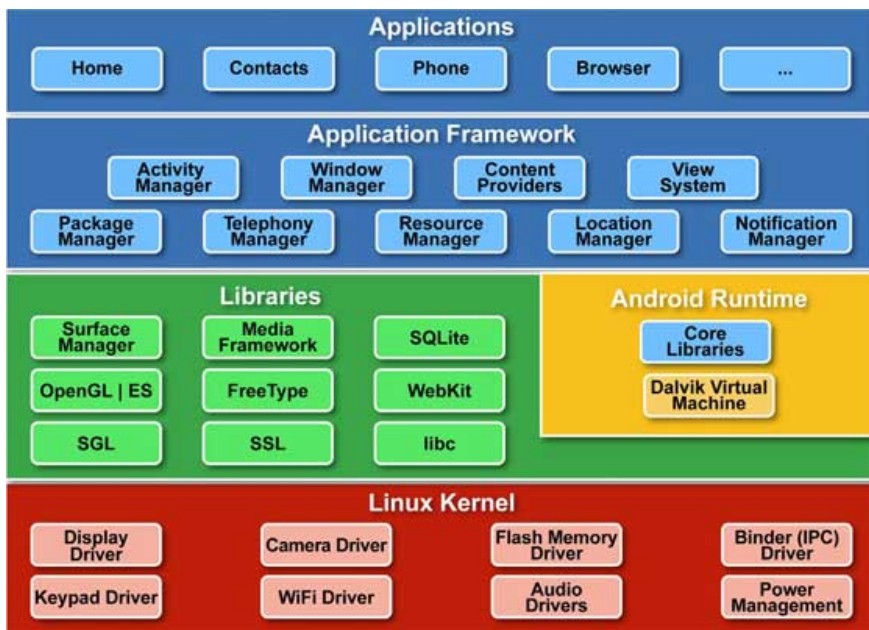 Applications
Home
Contacts
Phone
Browser
...
Application Framework
Activity
Manager
Window
Manager
Content
Providers
View
System
Package
Manager
Telephony
Manager
Resource
Manager
Location
Manager
Notification
Manager
Libraries
Surface
Manager
Media
Framework
SQLite
OpenGL | ES
FreeType
WebKit
SGL
SSL
libc
Android Runtime
Core
Libraries
Dalvik Virtual
Machine
Linux Kernel
Display
Driver
Camera Driver
Flash Memory
Driver
Binder (IPC)
Driver
Keypad Driver
WiFi Driver
Audio
Drivers
Power
Management